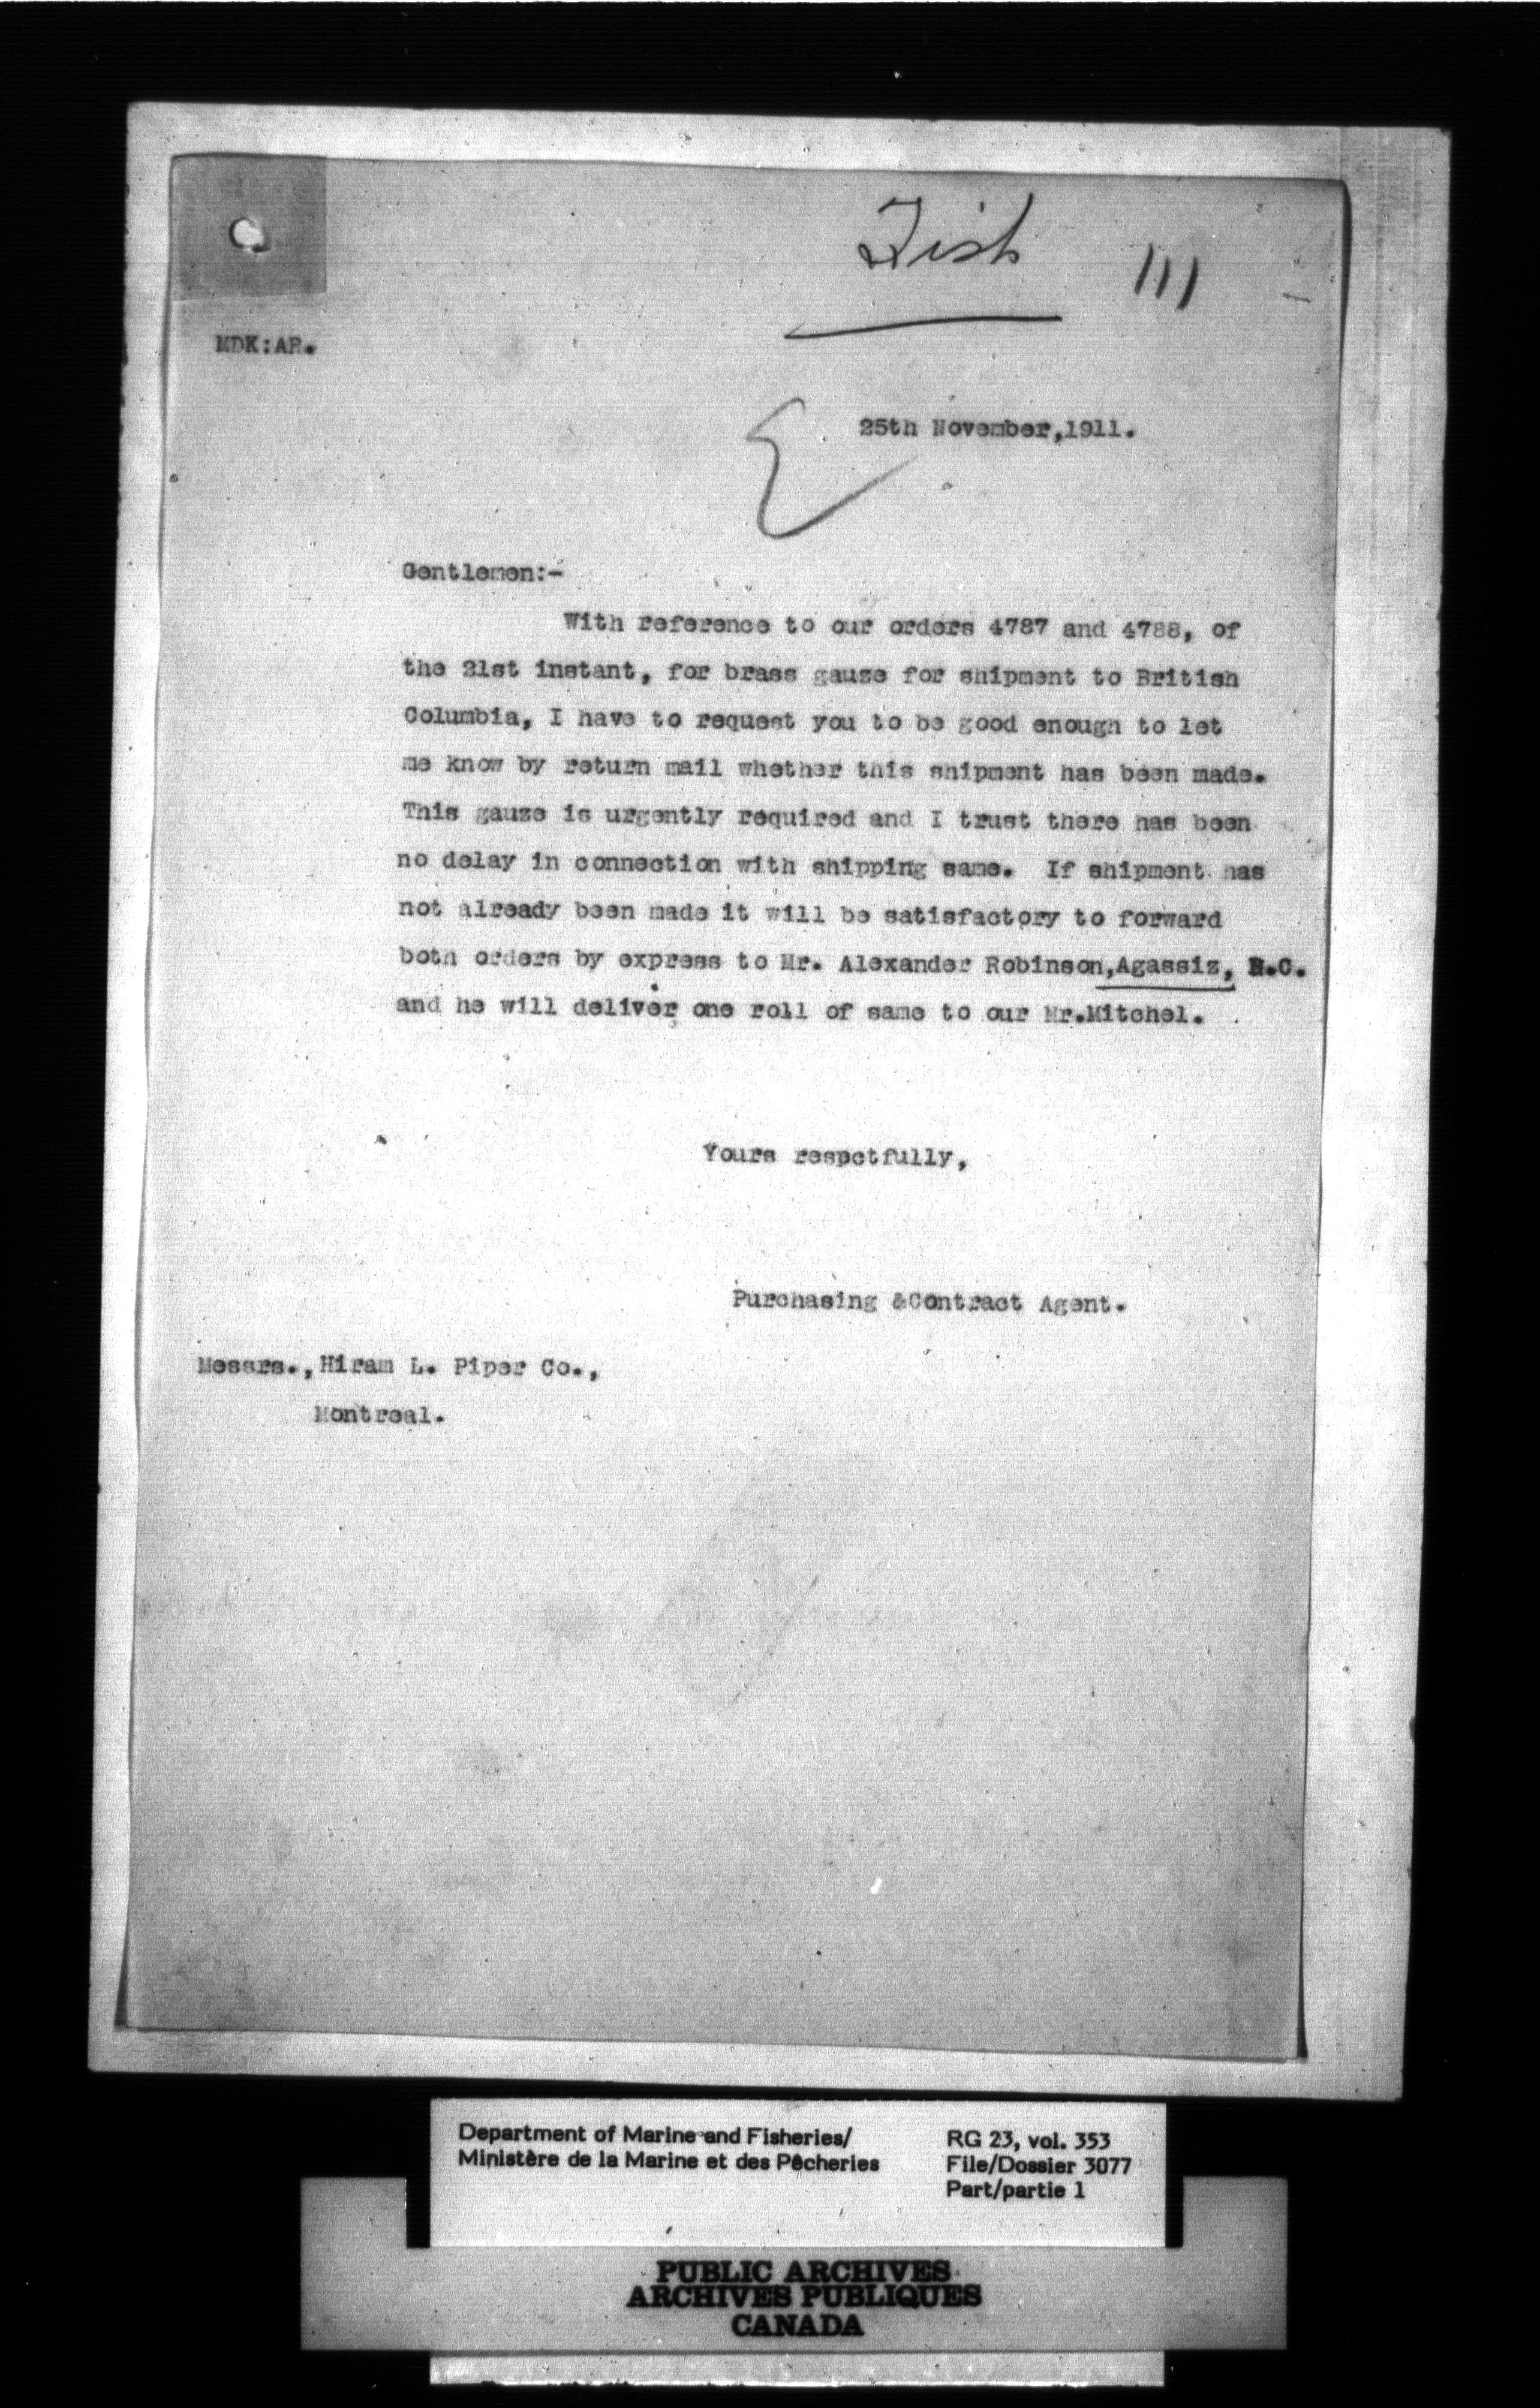 Fish
111
MDK:AR.
25th November,1911.
Gentlemen:-
With reference to our orders 4787 and 4788, of
the 21st instant, for brass gauze for shipment to British
Columbia, I have to request you to be good enough to let
me know by return mail whether this shipment has been made.
This gauze is urgently required and I trust there has been
no delay in connection with shipping same. If shipment has
not already been made it will be satisfactory to forward
both orders by express to Mr. Alexander Robinson,Agassiz, B.C.
and he will deliver one roll of same to our Mr.Mitchel.
Yours respctfully,
Purchasing &Contract Agent.
Messrs.,Hiram L. Piper Co.,
Montreal.
Department of Marine and Fisheries/
Ministère de la Marine et des Pêcheries
RG 23, vol. 353
File/Dossier 3077
Part/partie 1
PUBLIC ARCHIVES
ARCHIVES PUBLIQUES
CANADA